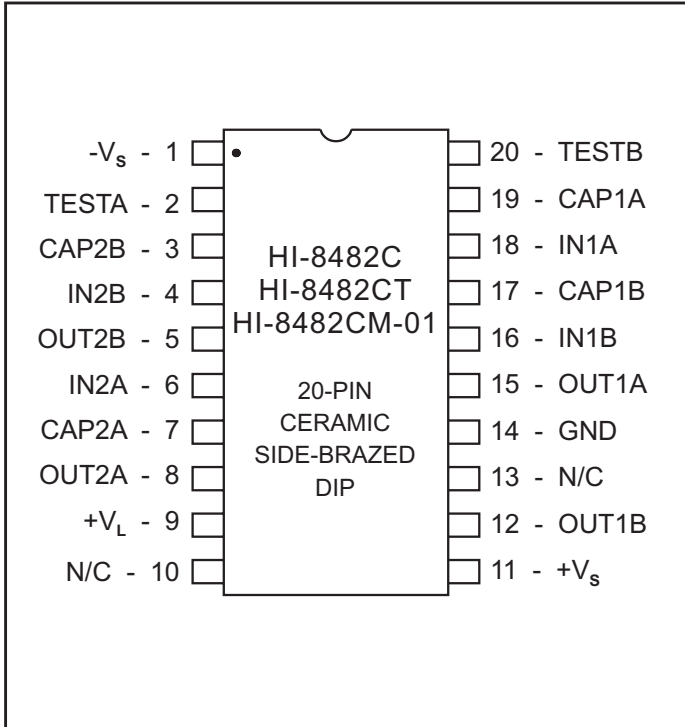 -VS - 1
TESTA - 2
CAP2B - 3
IN2B - 4
OUT2B - 5
IN2A - 6
CAP2A - 7
OUT2A - 8
+VL - 9
N/C - 10
HI-8482C
HI-8482CT
HI-8482CM-01
20-PIN
CERAMIC
SIDE-BRAZED
DIP
20 - TESTB
19 - CAP1A
18 - IN1A
17 - CAP1B
16 - IN1B
15 - OUT1A
14 - GND
13 - N/C
12 - OUT1B
11 - +VS